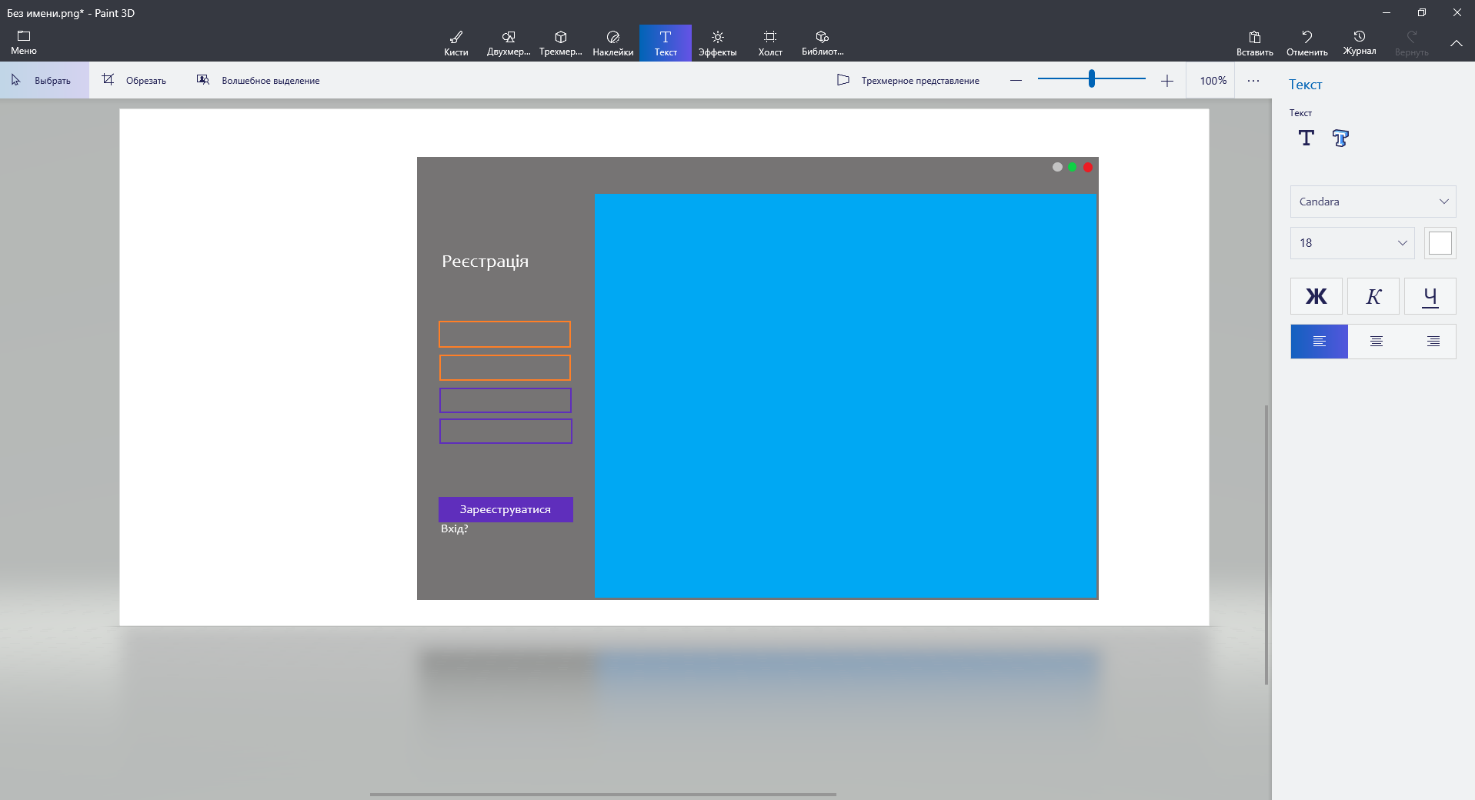 Без имени.png* - Paint 3D
Меню
Кисти
Двухмер...
Трехмер...
Наклейки
Текст
Эффекты
Холст
Библиот...
Вставить
Отменить
Журнал
Вернуть
Выбрать
Обрезать
Волшебное выделение
Трехмерное представление
100%
Текст
Текст
Candara
18
Ж К Ч
Реєстрація
Зареєструватися
Вхід?